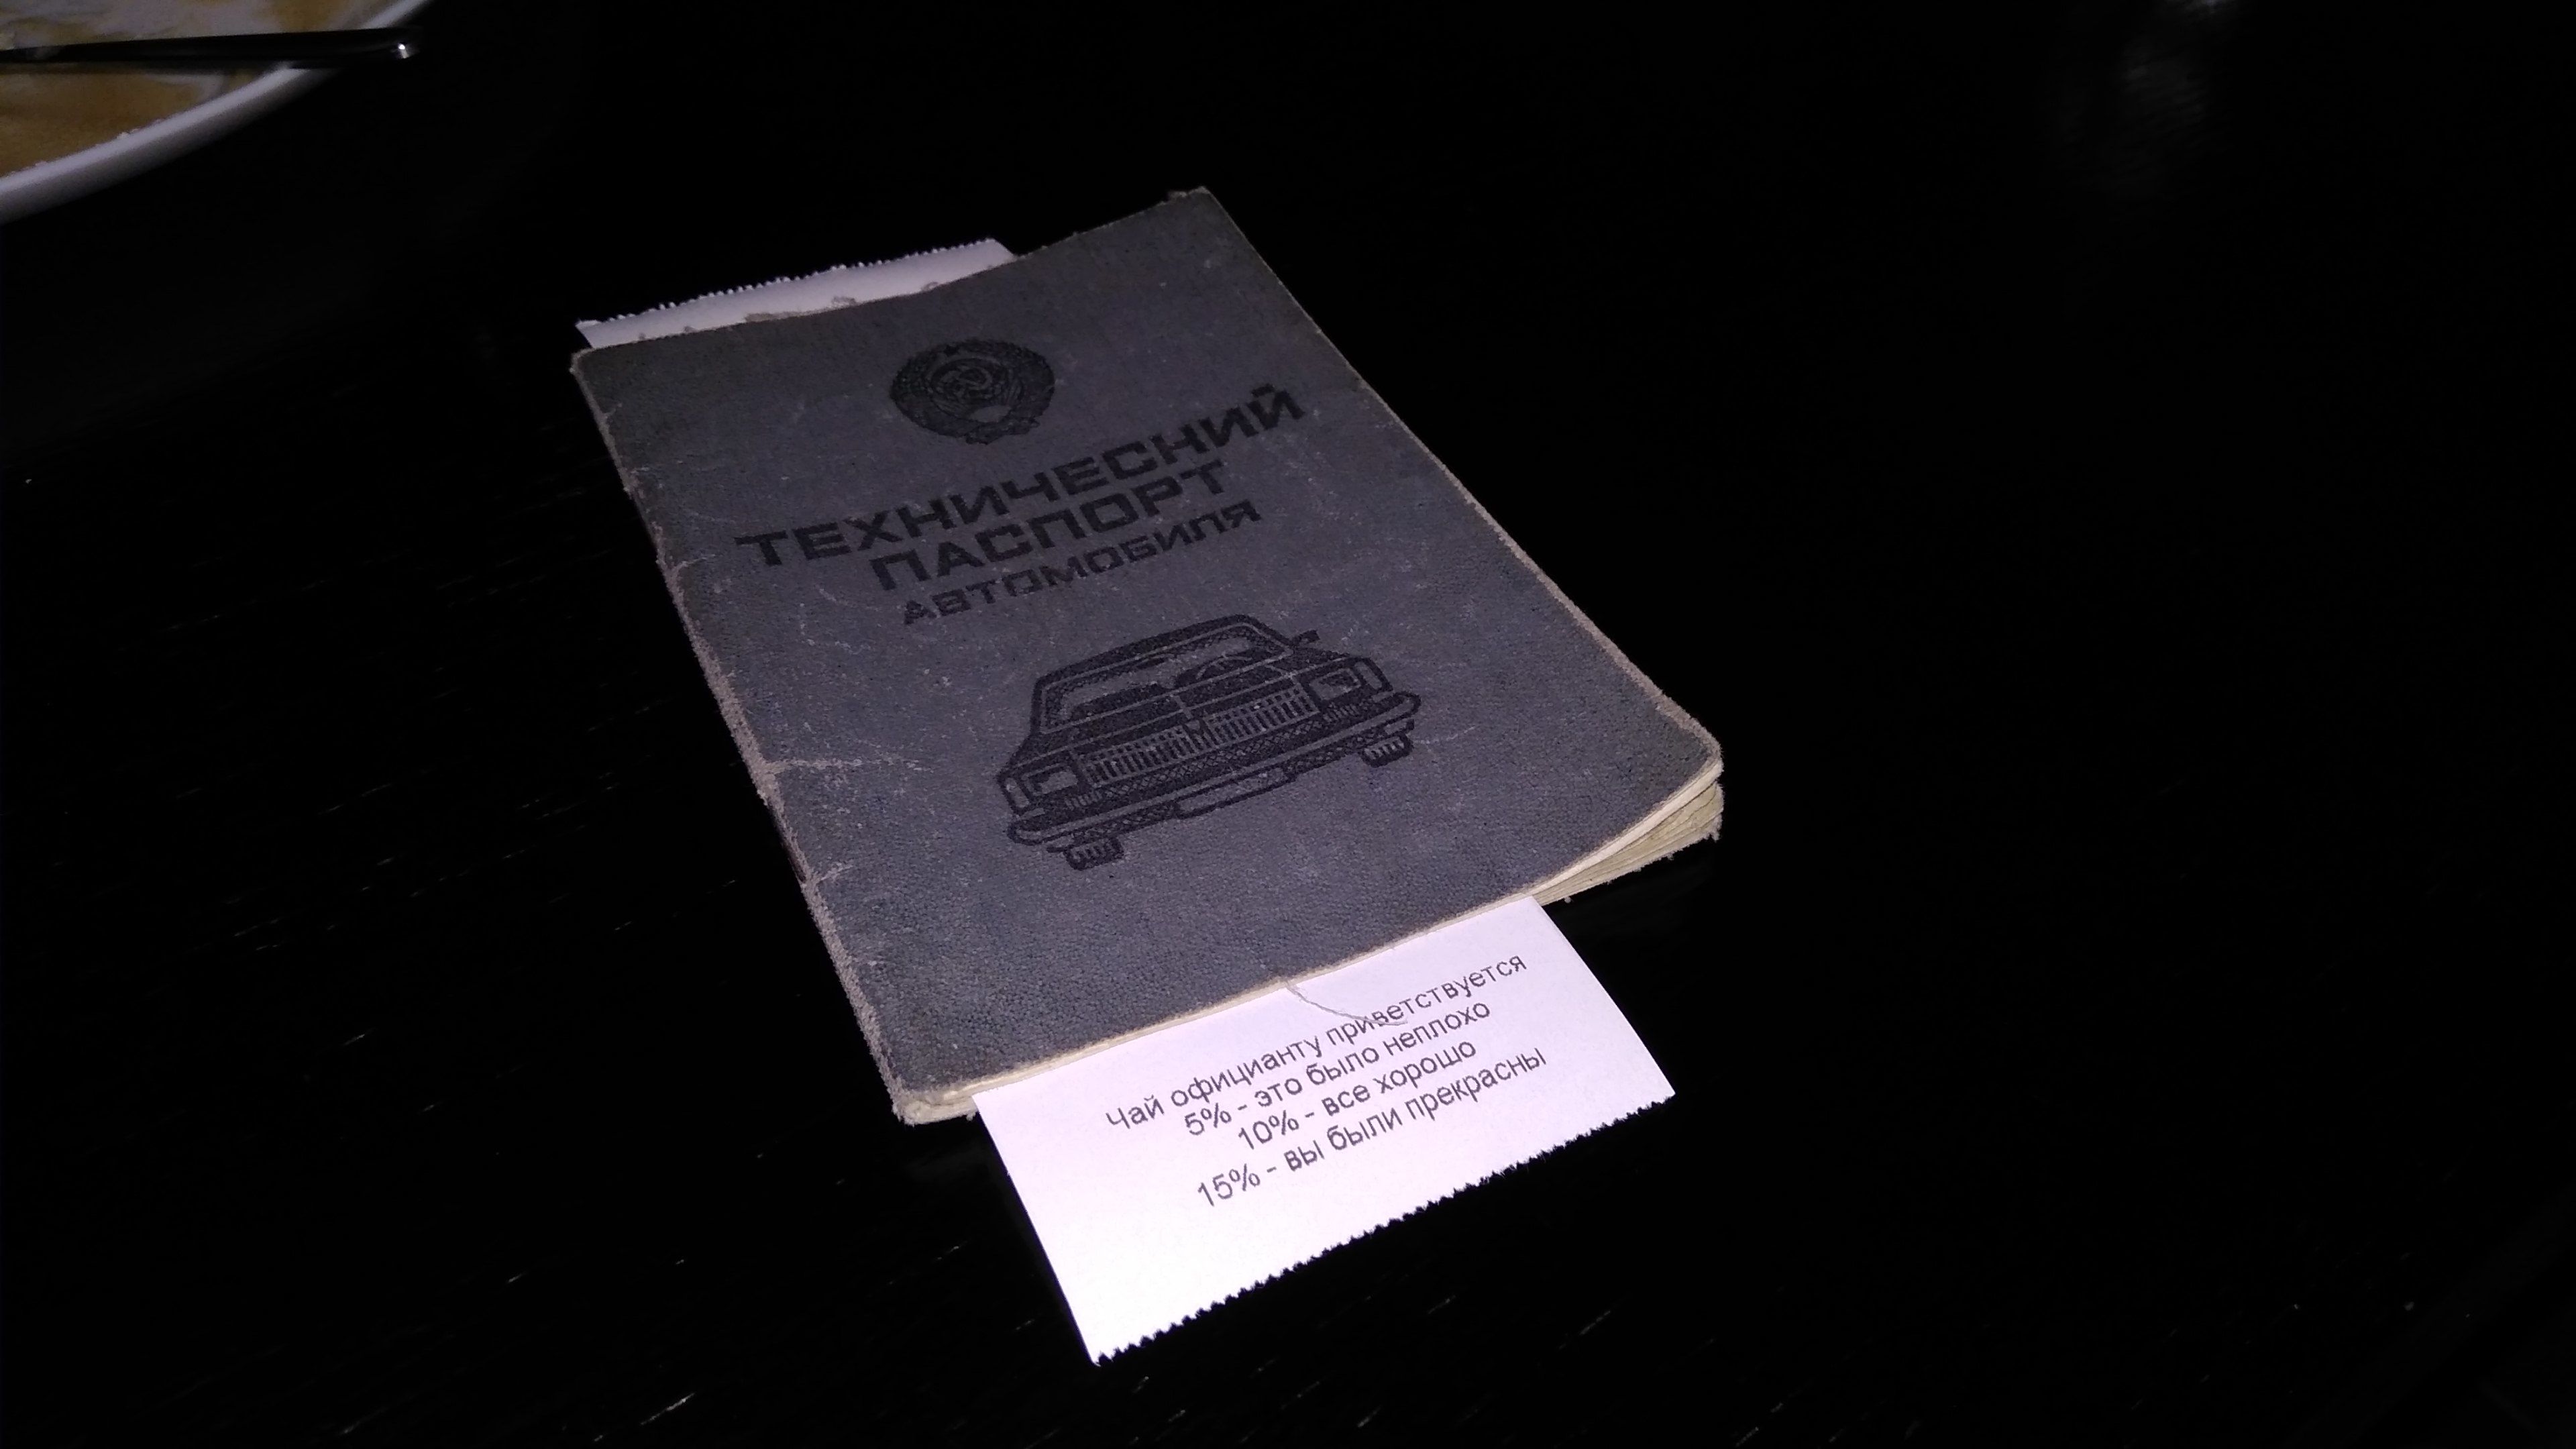 ТЕХНИЧЕСКИЙ
ПАСПОРТ
АВТОМОБИЛЯ
Чай официанту приветствуется
5% - это было неплохо
10% - все хорошо
15% - вы были прекрасны